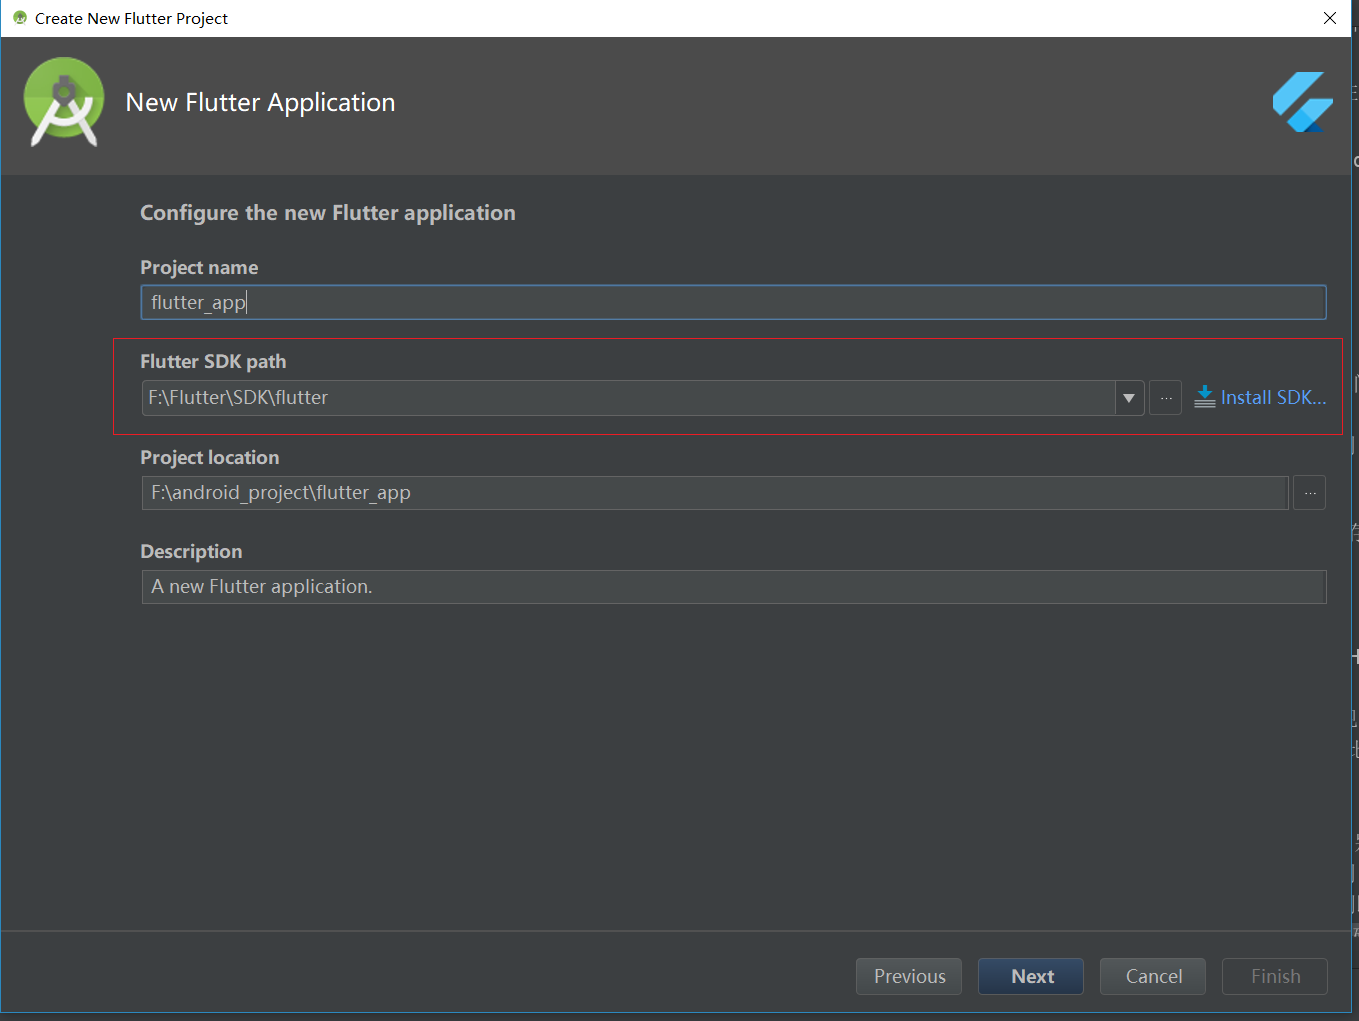 Create New Flutter Project
New Flutter Application
Configure the new Flutter application
Project name
flutter_app
Flutter SDK path
F:\Flutter\SDK\flutter
... Install SDK...
Project location
F:\android_project\flutter_app
...
Description
A new Flutter application.
Previous Next Cancel Finish